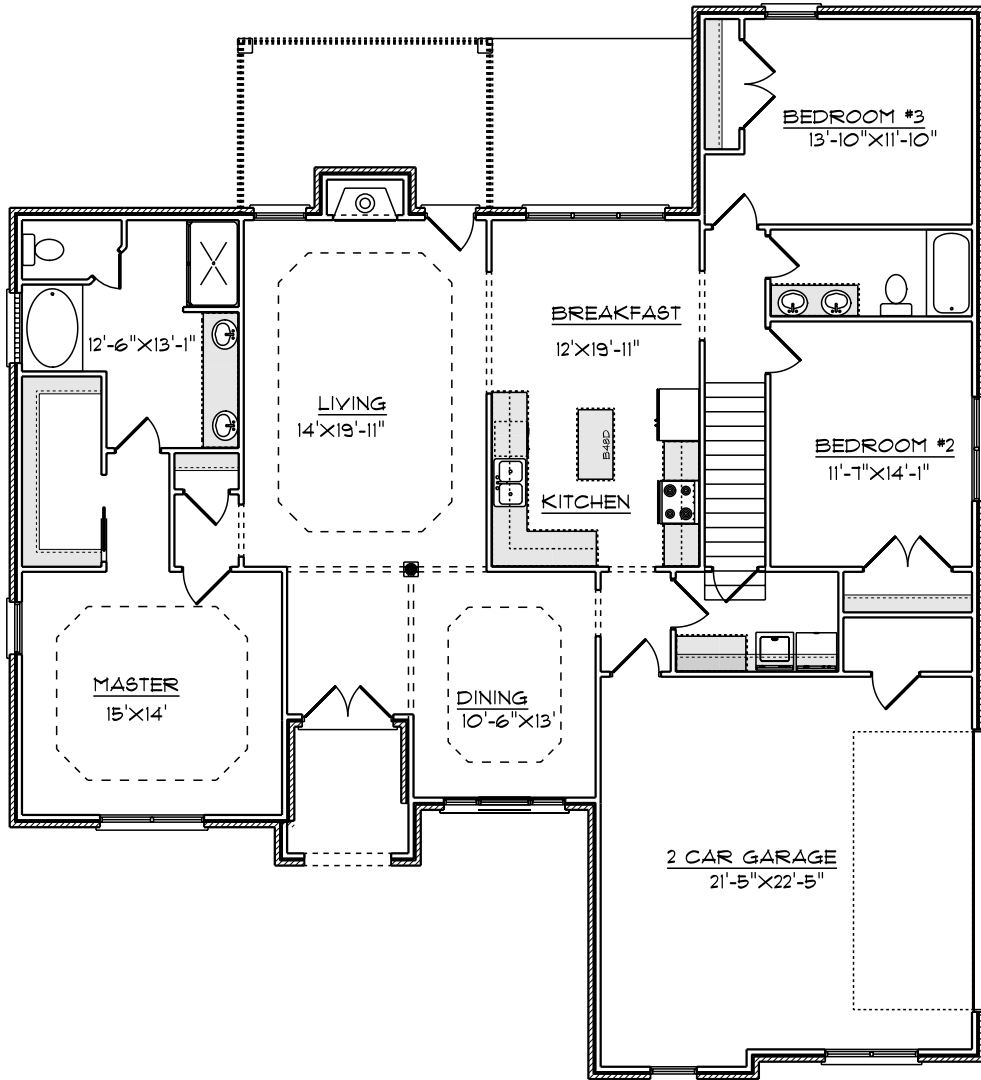 BEDROOM #3
13'-10"X11'-10"
BREAKFAST
12'X19'-11"
12'-6"X13'-1"
LIVING
14'X19'-11"
B48D
BEDROOM #2
11'-7"X14'-1"
KITCHEN
MASTER
15'X14'
DINING
10'-6"X13'
2 CAR GARAGE
21'-5"X22'-5"